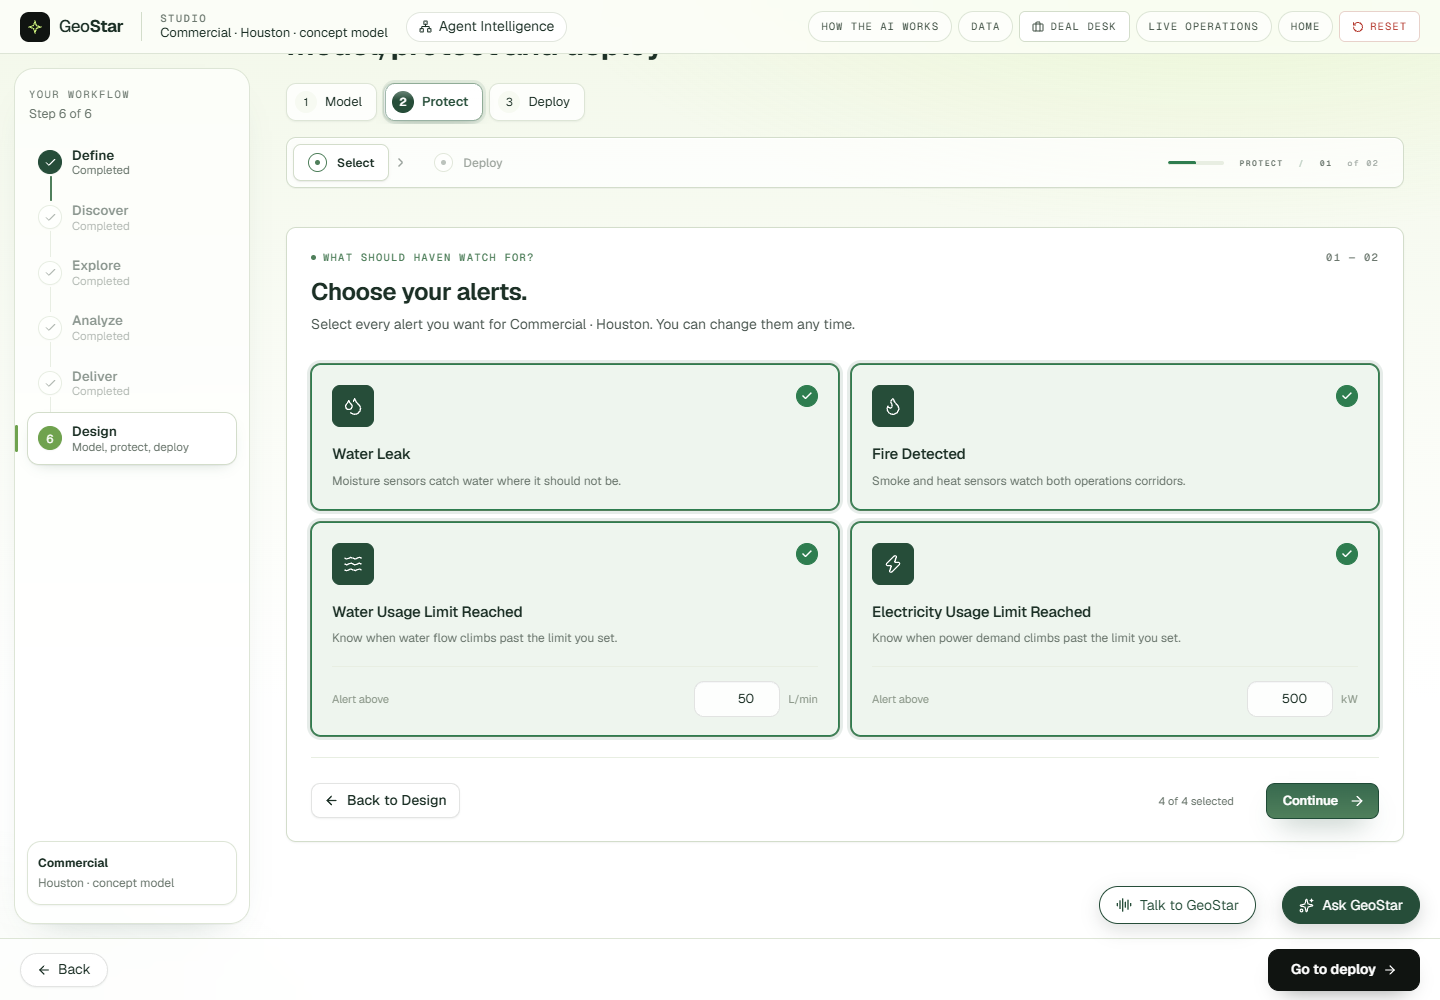 GeoStar
STUDIO
Commercial · Houston · concept model
Agent Intelligence
HOW THE AI WORKS
DATA
DEAL DESK
LIVE OPERATIONS
HOME
RESET
YOUR WORKFLOW
Step 6 of 6
Define
Completed
Discover
Completed
Explore
Completed
Analyze
Completed
Deliver
Completed
6
Design
Model, protect, deploy
Commercial
Houston · concept model
Model, protect and deploy
1 Model
2 Protect
3 Deploy
Select
Deploy
PROTECT / 01 of 02
WHAT SHOULD HAVEN WATCH FOR?
01 — 02
Choose your alerts.
Select every alert you want for Commercial · Houston. You can change them any time.
Water Leak
Moisture sensors catch water where it should not be.
Fire Detected
Smoke and heat sensors watch both operations corridors.
Water Usage Limit Reached
Know when water flow climbs past the limit you set.
Alert above 50 L/min
Electricity Usage Limit Reached
Know when power demand climbs past the limit you set.
Alert above 500 kW
Back to Design
4 of 4 selected
Continue
Talk to GeoStar
Ask GeoStar
Back
Go to deploy